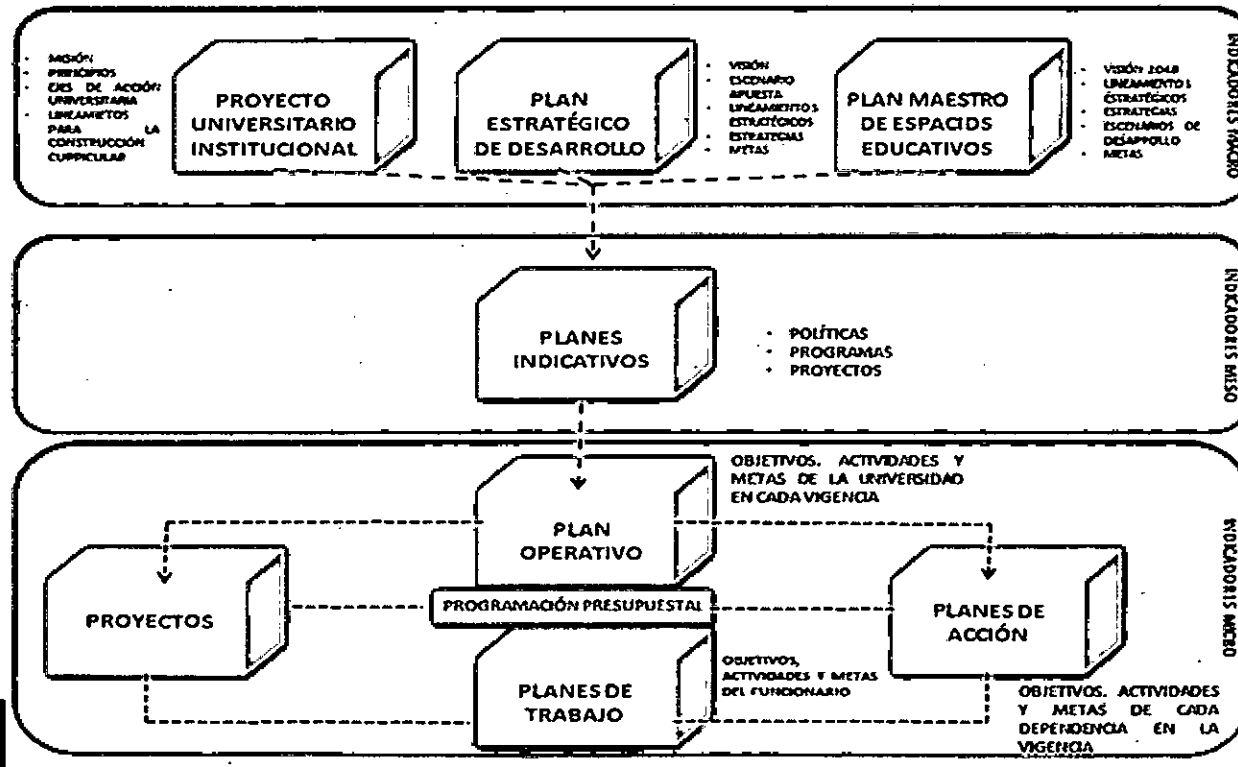 MISIÓN
PRINCIPIOS
EJES DE ACCIÓN
UNIVERSITARIA
LINEAMIETOS
PARA LA
CONSTRUCCIÓN
CURRICULAR
PROYECTO
UNIVERSITARIO
INSTITUCIONAL
PLAN
ESTRATÉGICO
DE DESARROLLO
VISIÓN
ESCENARIO
APUESTA
LINEAMIENTOS
ESTRATÉGICOS
ESTRATEGIAS
METAS
PLAN MAESTRO
DE ESPACIOS
EDUCATIVOS
VISIÓN 2048
LINEAMIENTOS
ESTRATÉGICOS
ESTRATEGIAS
ESCENARIOS DE
DESARROLLO
METAS
INDICADORES MACRO
PLANES
INDICATIVOS
POLÍTICAS
PROGRAMAS
PROYECTOS
INDICADORES MESO
PLAN
OPERATIVO
OBJETIVOS. ACTIVIDADES Y
METAS DE LA UNIVERSIDAD
EN CADA VIGENCIA
PROYECTOS
PROGRAMACIÓN PRESUPUESTAL
PLANES DE
ACCIÓN
PLANES DE
TRABAJO
OBJETIVOS,
ACTIVIDADES Y METAS
DEL FUNCIONARIO
OBJETIVOS. ACTIVIDADES
Y METAS DE CADA
DEPENDENCIA EN LA
VIGENCIA
INDICADORES MICRO